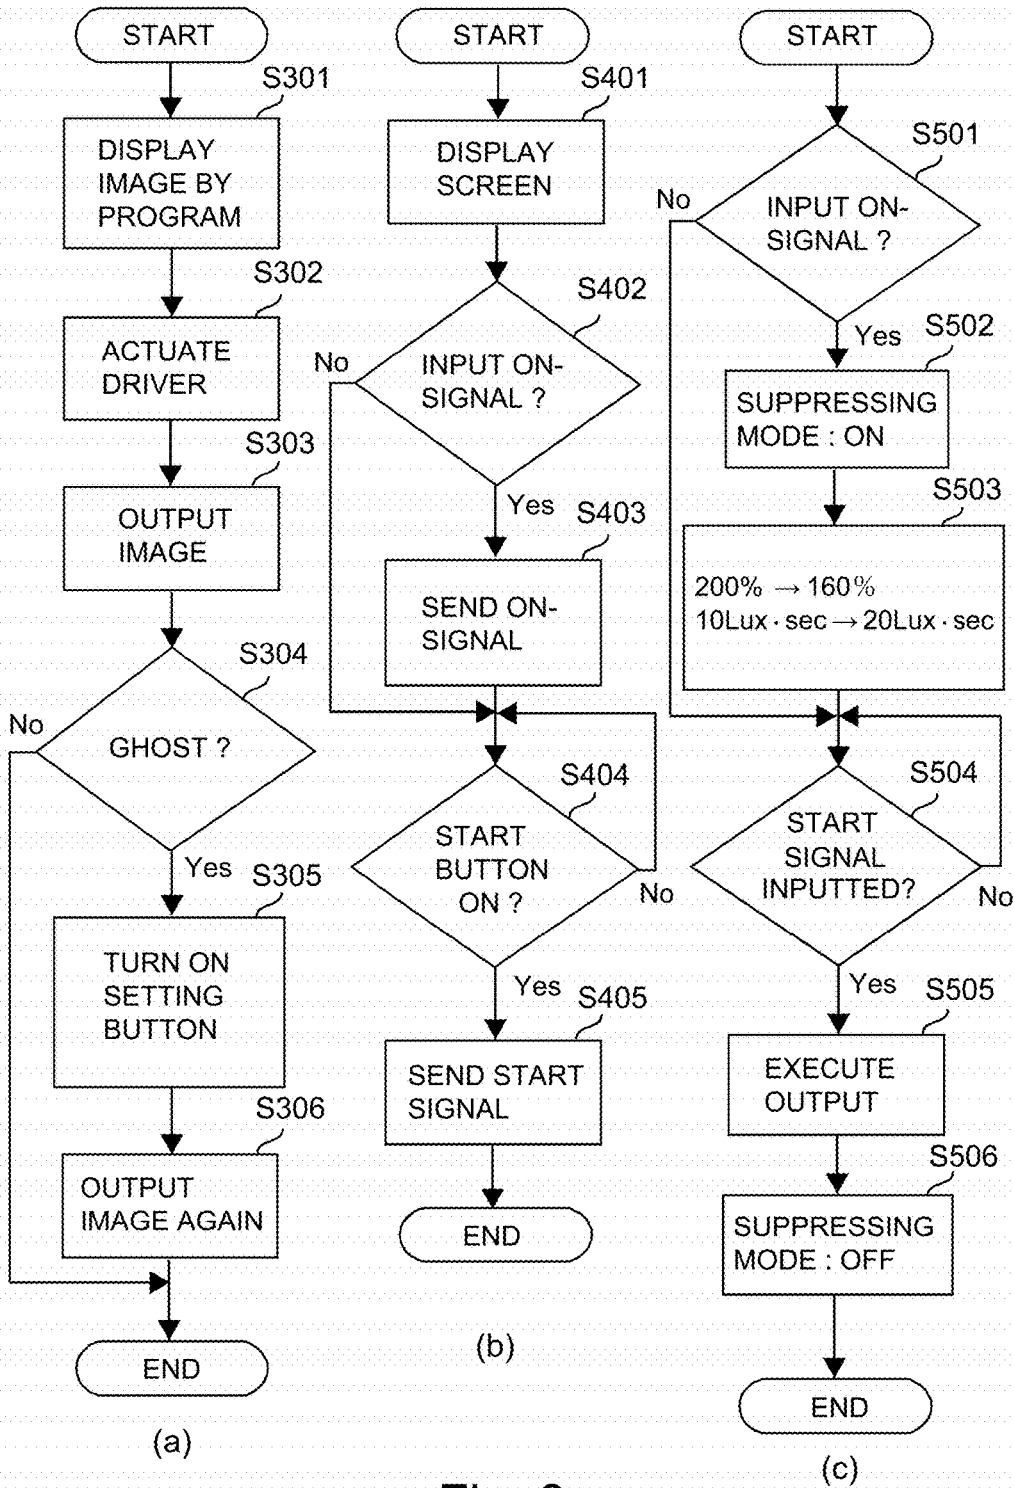 START
S301
DISPLAY
IMAGE BY
PROGRAM
S302
ACTUATE
DRIVER
S303
OUTPUT
IMAGE
S304
No
GHOST ?
Yes
S305
TURN ON
SETTING
BUTTON
S306
OUTPUT
IMAGE AGAIN
END
(a)
START
S401
DISPLAY
SCREEN
S402
No
INPUT ON-
SIGNAL ?
Yes
S403
SEND ON-
SIGNAL
S404
START
BUTTON
ON ?
No
Yes
S405
SEND START
SIGNAL
END
(b)
START
S501
No
INPUT ON-
SIGNAL ?
Yes
S502
SUPPRESSING
MODE : ON
S503
200% → 160%
10Lux · sec → 20Lux · sec
S504
START
SIGNAL
INPUTTED?
No
Yes
S505
EXECUTE
OUTPUT
S506
SUPPRESSING
MODE : OFF
END
(c)